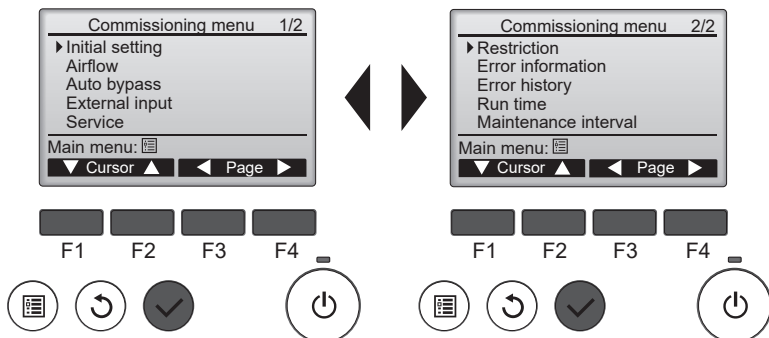 Commissioning menu 1/2
Initial setting
Airflow
Auto bypass
External input
Service
Main menu:
Cursor Page
F1 F2 F3 F4
Commissioning menu 2/2
Restriction
Error information
Error history
Run time
Maintenance interval
Main menu:
Cursor Page
F1 F2 F3 F4